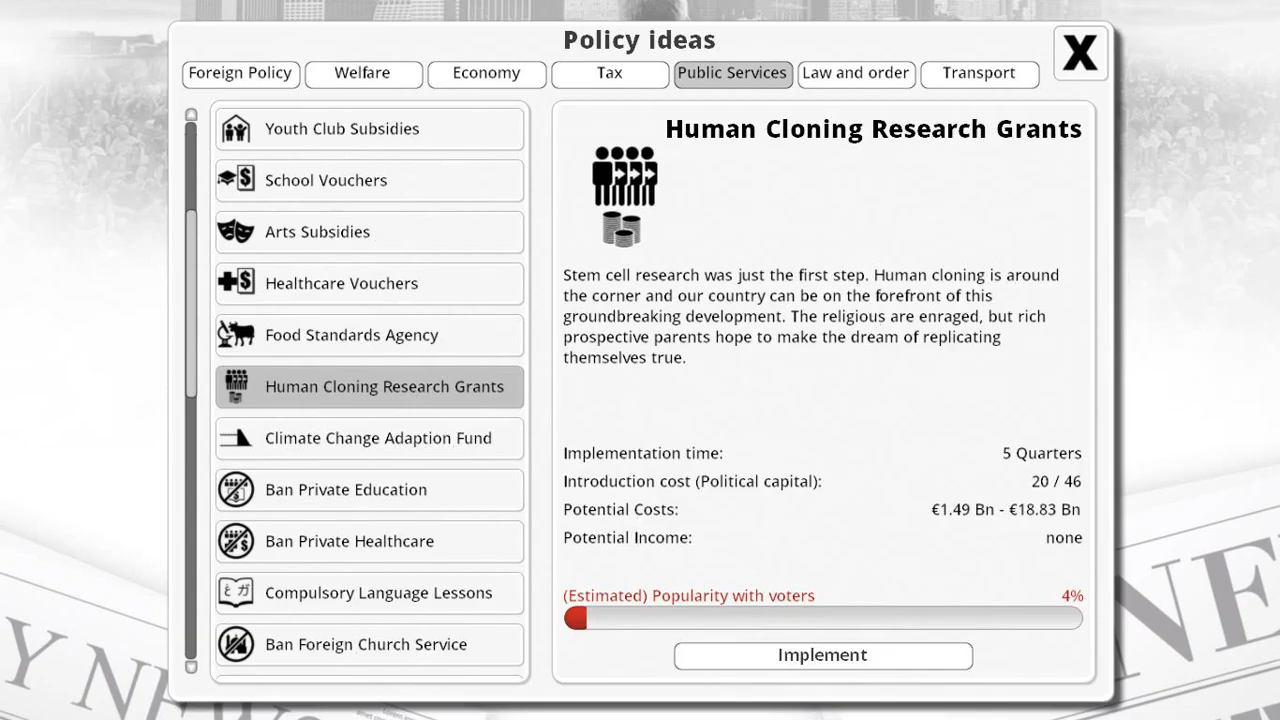 Policy ideas
X
Foreign Policy
Welfare
Economy
Tax
Public Services
Law and order
Transport
Youth Club Subsidies
School Vouchers
Arts Subsidies
Healthcare Vouchers
Food Standards Agency
Human Cloning Research Grants
Climate Change Adaption Fund
Ban Private Education
Ban Private Healthcare
Compulsory Language Lessons
Ban Foreign Church Service
Human Cloning Research Grants
Stem cell research was just the first step. Human cloning is around
the corner and our country can be on the forefront of this
groundbreaking development. The religious are enraged, but rich
prospective parents hope to make the dream of replicating
themselves true.
Implementation time: 5 Quarters
Introduction cost (Political capital): 20 / 46
Potential Costs: €1.49 Bn - €18.83 Bn
Potential Income: none
(Estimated) Popularity with voters 4%
Implement